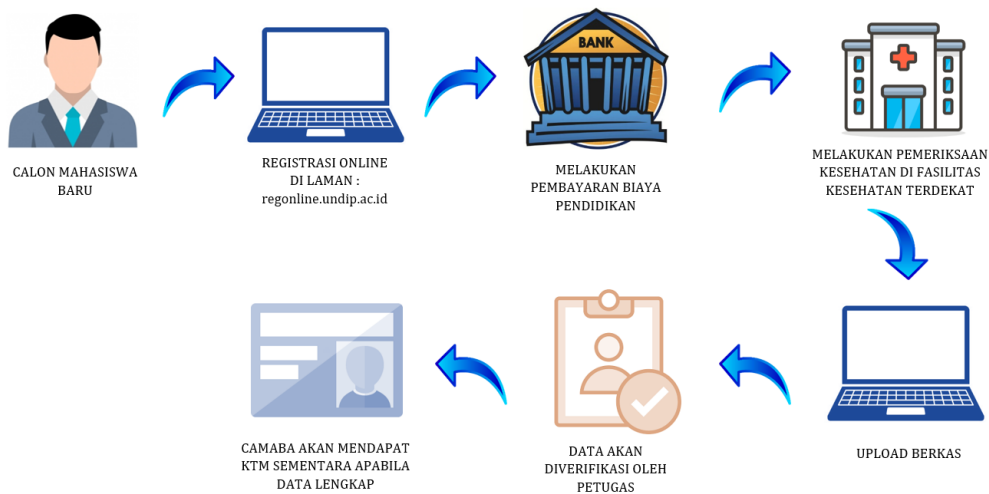 CALON MAHASISWA
BARU
REGISTRASI ONLINE
DI LAMAN :
regonline.undip.ac.id
BANK
MELAKUKAN
PEMBAYARAN BIAYA
PENDIDIKAN
MELAKUKAN PEMERIKSAAN
KESEHATAN DI FASILITAS
KESEHATAN TERDEKAT
UPLOAD BERKAS
DATA AKAN
DIVERIFIKASI OLEH
PETUGAS
CAMABA AKAN MENDAPAT
KTM SEMENTARA APABILA
DATA LENGKAP